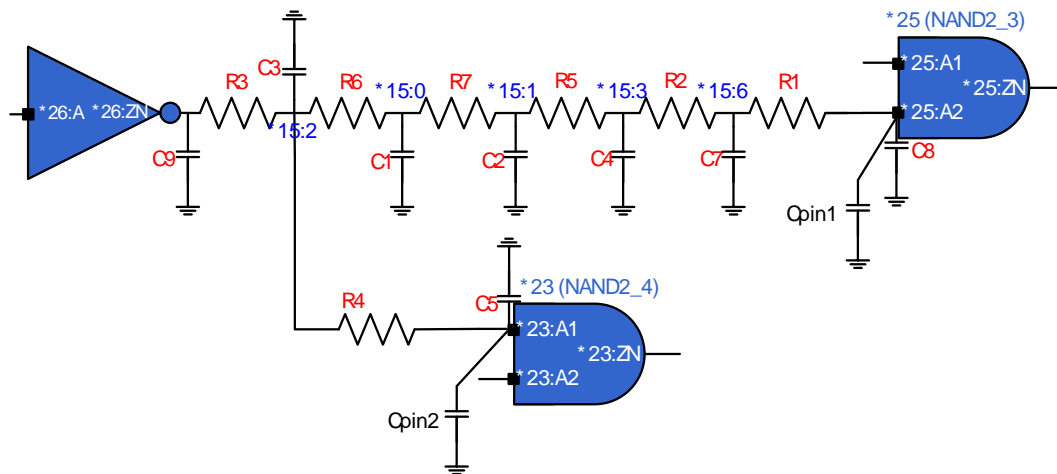 *25 (NAND2_3)
C3
R3
R6
*15:0
R7
*15:1
R5
*15:3
R2
*15:6
R1
*25:A1
*25:ZN
*26:A
*26:ZN
*25:A2
*15:2
C9
C1
C2
C4
C7
C8
Cpin1
*23 (NAND2_4)
R4
C5
*23:A1
*23:ZN
*23:A2
Cpin2